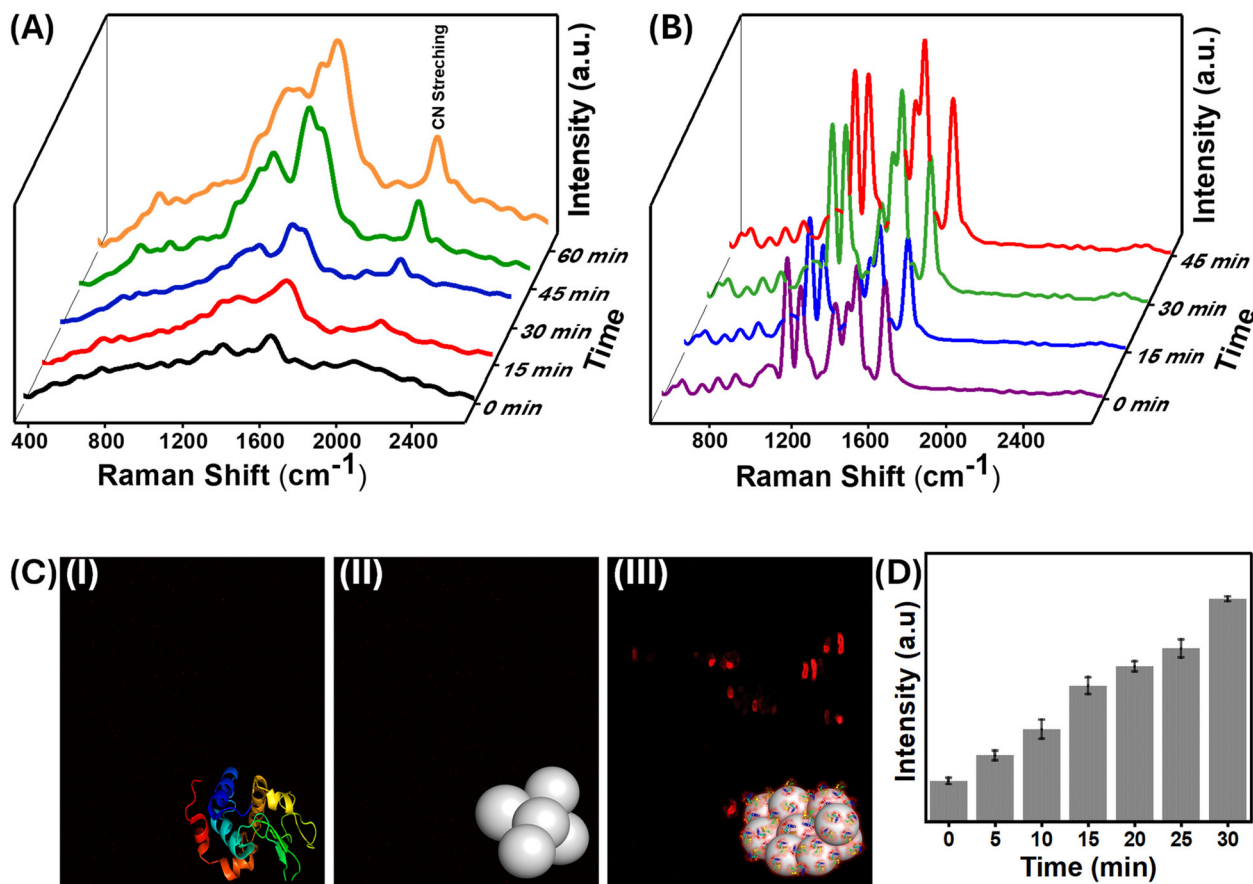 (A)
CN Streching
Intensity (a.u.)
60 min
45 min
30 min
15 min
0 min
Time
400 800 1200 1600 2000 2400
Raman Shift (cm-1)
(B)
Intensity (a.u.)
45 min
30 min
15 min
0 min
Time
800 1200 1600 2000 2400
Raman Shift (cm-1)
(C) (I) (II) (III)
(D)
Intensity (a.u)
0 5 10 15 20 25 30
Time (min)